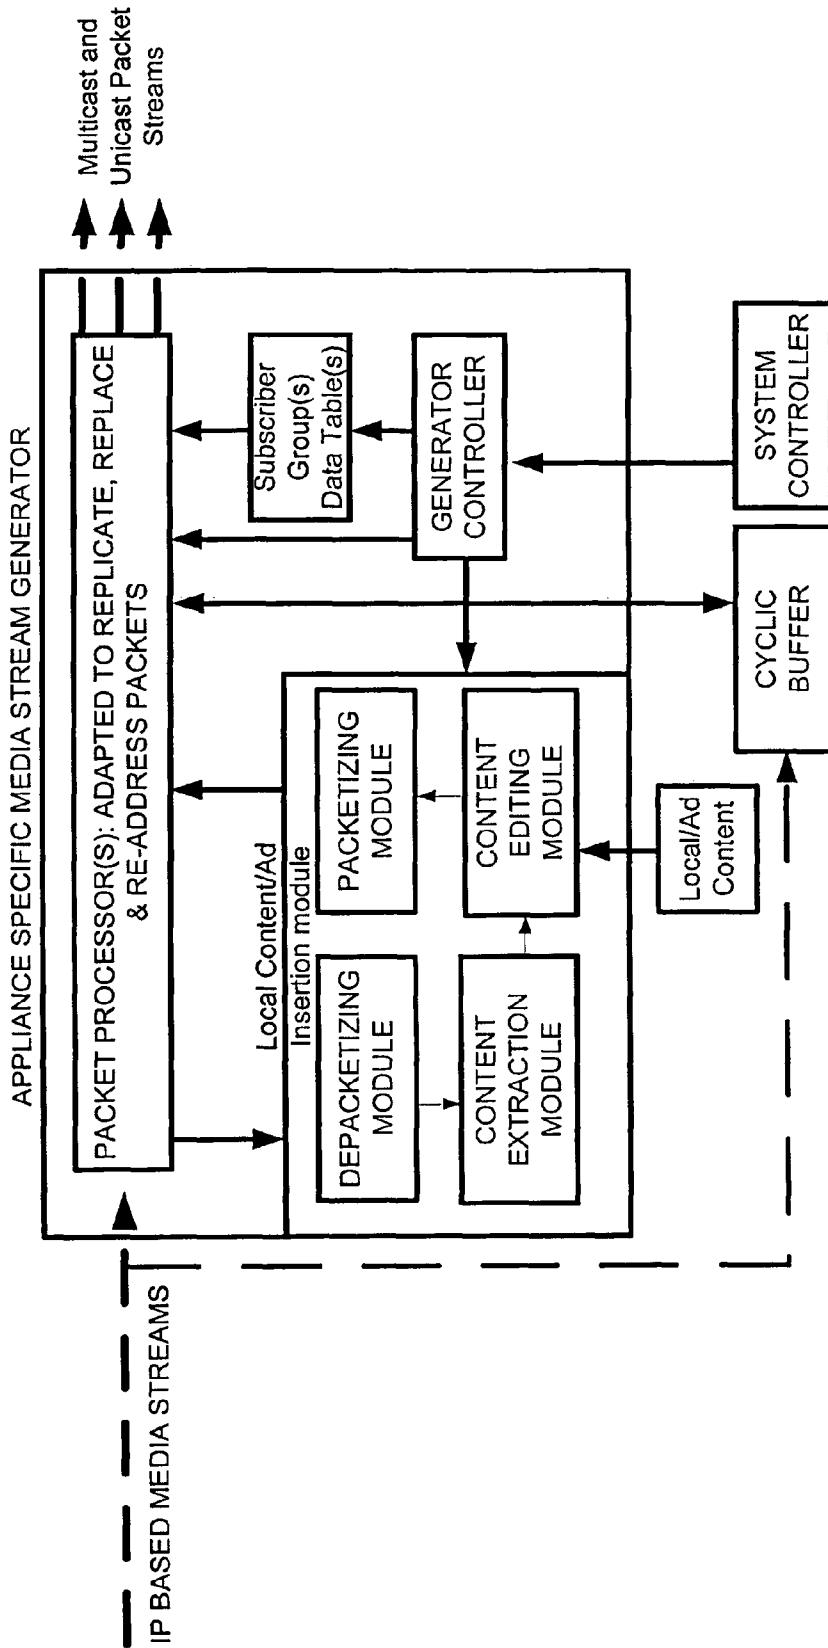 APPLIANCE SPECIFIC MEDIA STREAM GENERATOR
IP BASED MEDIA STREAMS
PACKET PROCESSOR(S): ADAPTED TO REPLICATE, REPLACE
& RE-ADDRESS PACKETS
Multicast and
Unicast Packet
Streams
Local Content/Ad
Insertion module
DEPACKETIZING
MODULE
PACKETIZING
MODULE
CONTENT
EXTRACTION
MODULE
CONTENT
EDITING
MODULE
Subscriber
Group(s)
Data Table(s)
GENERATOR
CONTROLLER
Local/Ad
Content
CYCLIC
BUFFER
SYSTEM
CONTROLLER